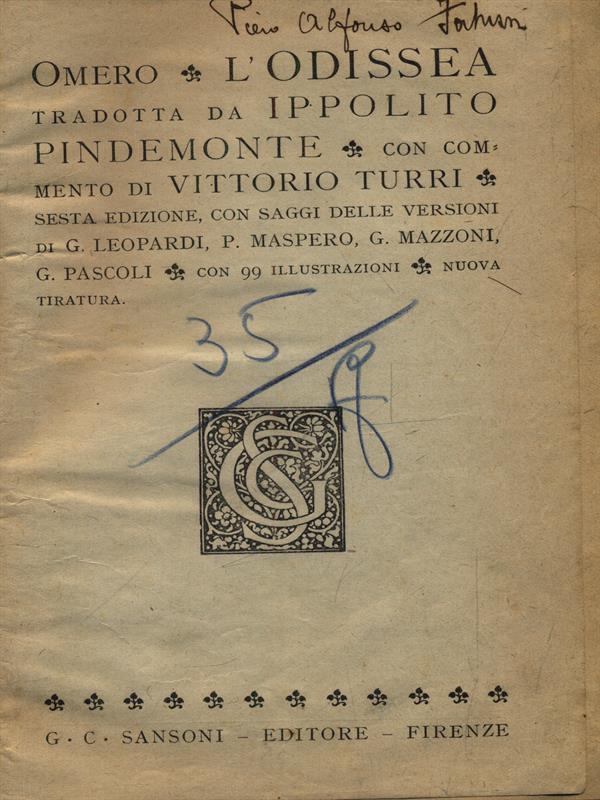 Piero Alfonso
OMERO L'ODISSEA
TRADOTTA DA IPPOLITO
PINDEMONTE CON COM=
MENTO DI VITTORIO TURRI
SESTA EDIZIONE, CON SAGGI DELLE VERSIONI
DI G. LEOPARDI, P. MASPERO, G. MAZZONI,
G. PASCOLI CON 99 ILLUSTRAZIONI NUOVA
TIRATURA.
35
G · C · SANSONI – EDITORE – FIRENZE